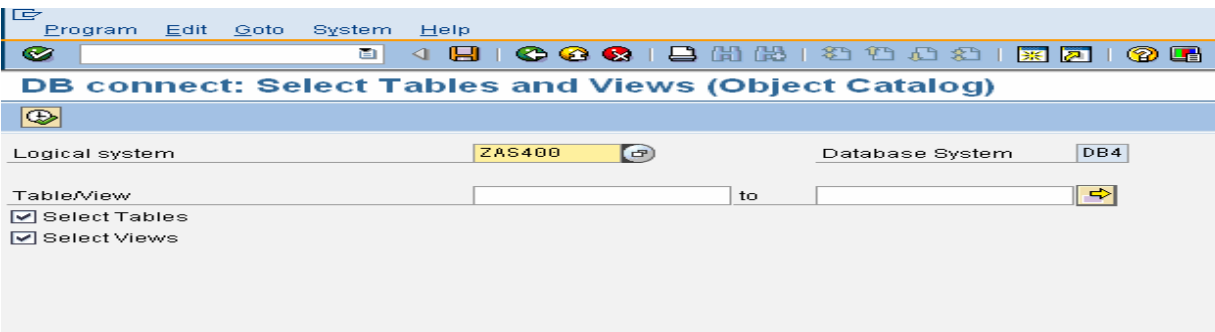 Program Edit Goto System Help
DB connect: Select Tables and Views (Object Catalog)
Logical system ZAS400 Database System DB4
Table/View to
Select Tables
Select Views